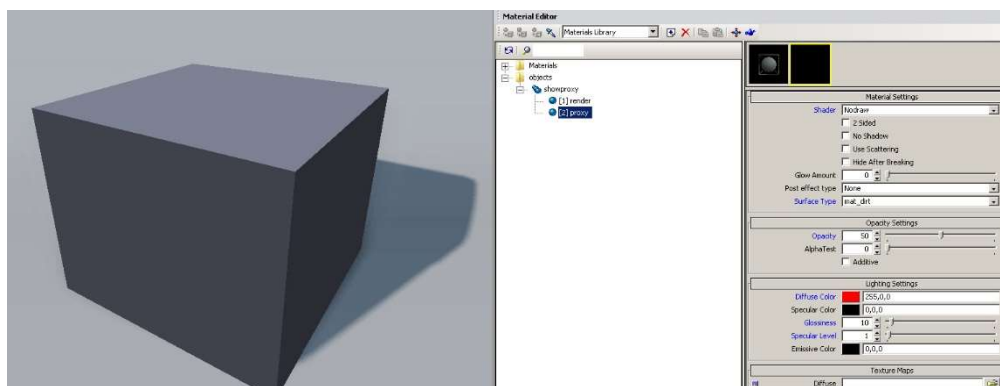 Material Editor
Materials Library
Materials
objects
showproxy
[1] render
[2] proxy
Material Settings
Shader Nodraw
2 Sided
No Shadow
Use Scattering
Hide After Breaking
Glow Amount 0
Post effect type None
Surface Type mat_dirt
Opacity Settings
Opacity 50
AlphaTest 0
Additive
Lighting Settings
Diffuse Color 255,0,0
Specular Color 0,0,0
Glossiness 10
Specular Level 1
Emissive Color 0,0,0
Texture Maps
Diffuse